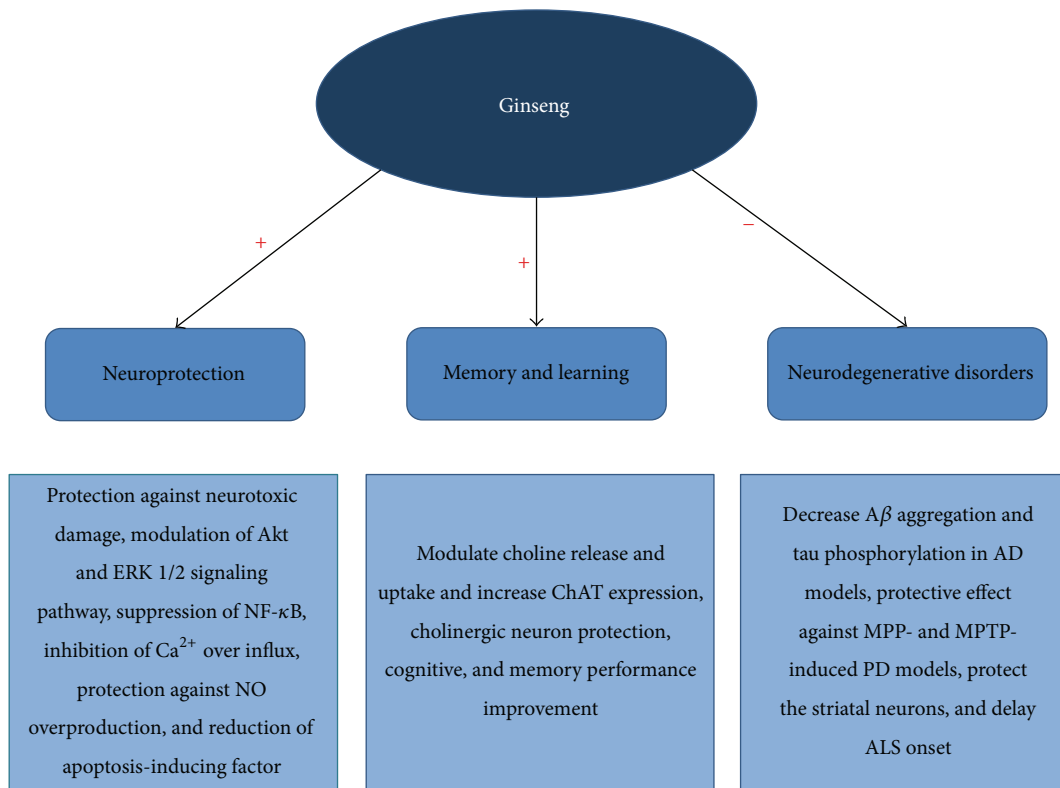 Ginseng
+
+
−
Neuroprotection
Memory and learning
Neurodegenerative disorders
Protection against neurotoxic
damage, modulation of Akt
and ERK 1/2 signaling
pathway, suppression of NF-κB,
inhibition of Ca²⁺ over influx,
protection against NO
overproduction, and reduction of
apoptosis-inducing factor
Modulate choline release and
uptake and increase ChAT expression,
cholinergic neuron protection,
cognitive, and memory performance
improvement
Decrease Aβ aggregation and
tau phosphorylation in AD
models, protective effect
against MPP- and MPTP-
induced PD models, protect
the striatal neurons, and delay
ALS onset